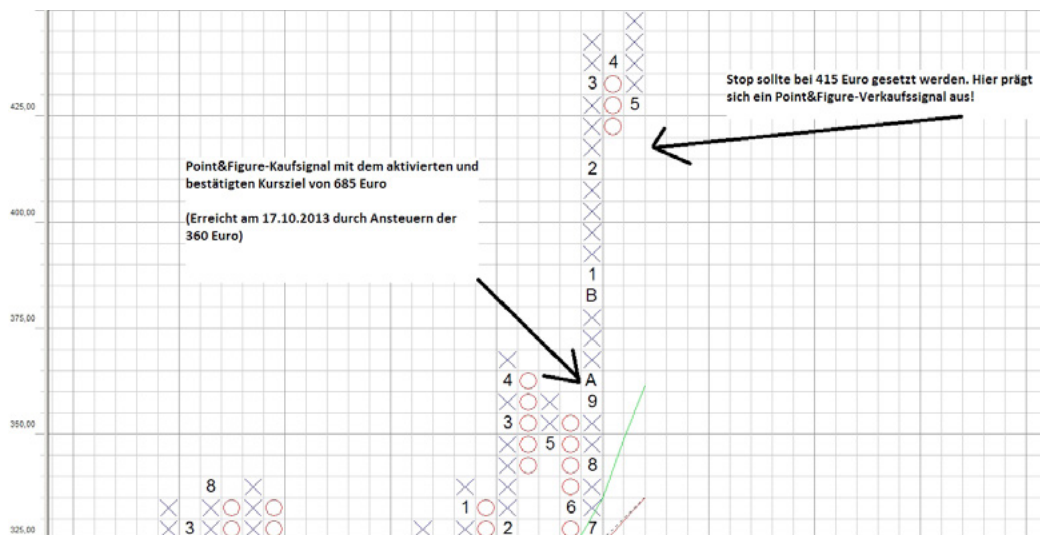 4
3
Stop sollte bei 415 Euro gesetzt werden. Hier prägt
sich ein Point&Figure-Verkaufssignal aus!
425,00
5
Point&Figure-Kaufsignal mit dem aktivierten und
bestätigten Kursziel von 685 Euro
2
(Erreicht am 17.10.2013 durch Ansteuern der
360 Euro)
400,00
1
B
375,00
4
A
9
3
350,00
5
8
8
1
6
325,00
3
2
7